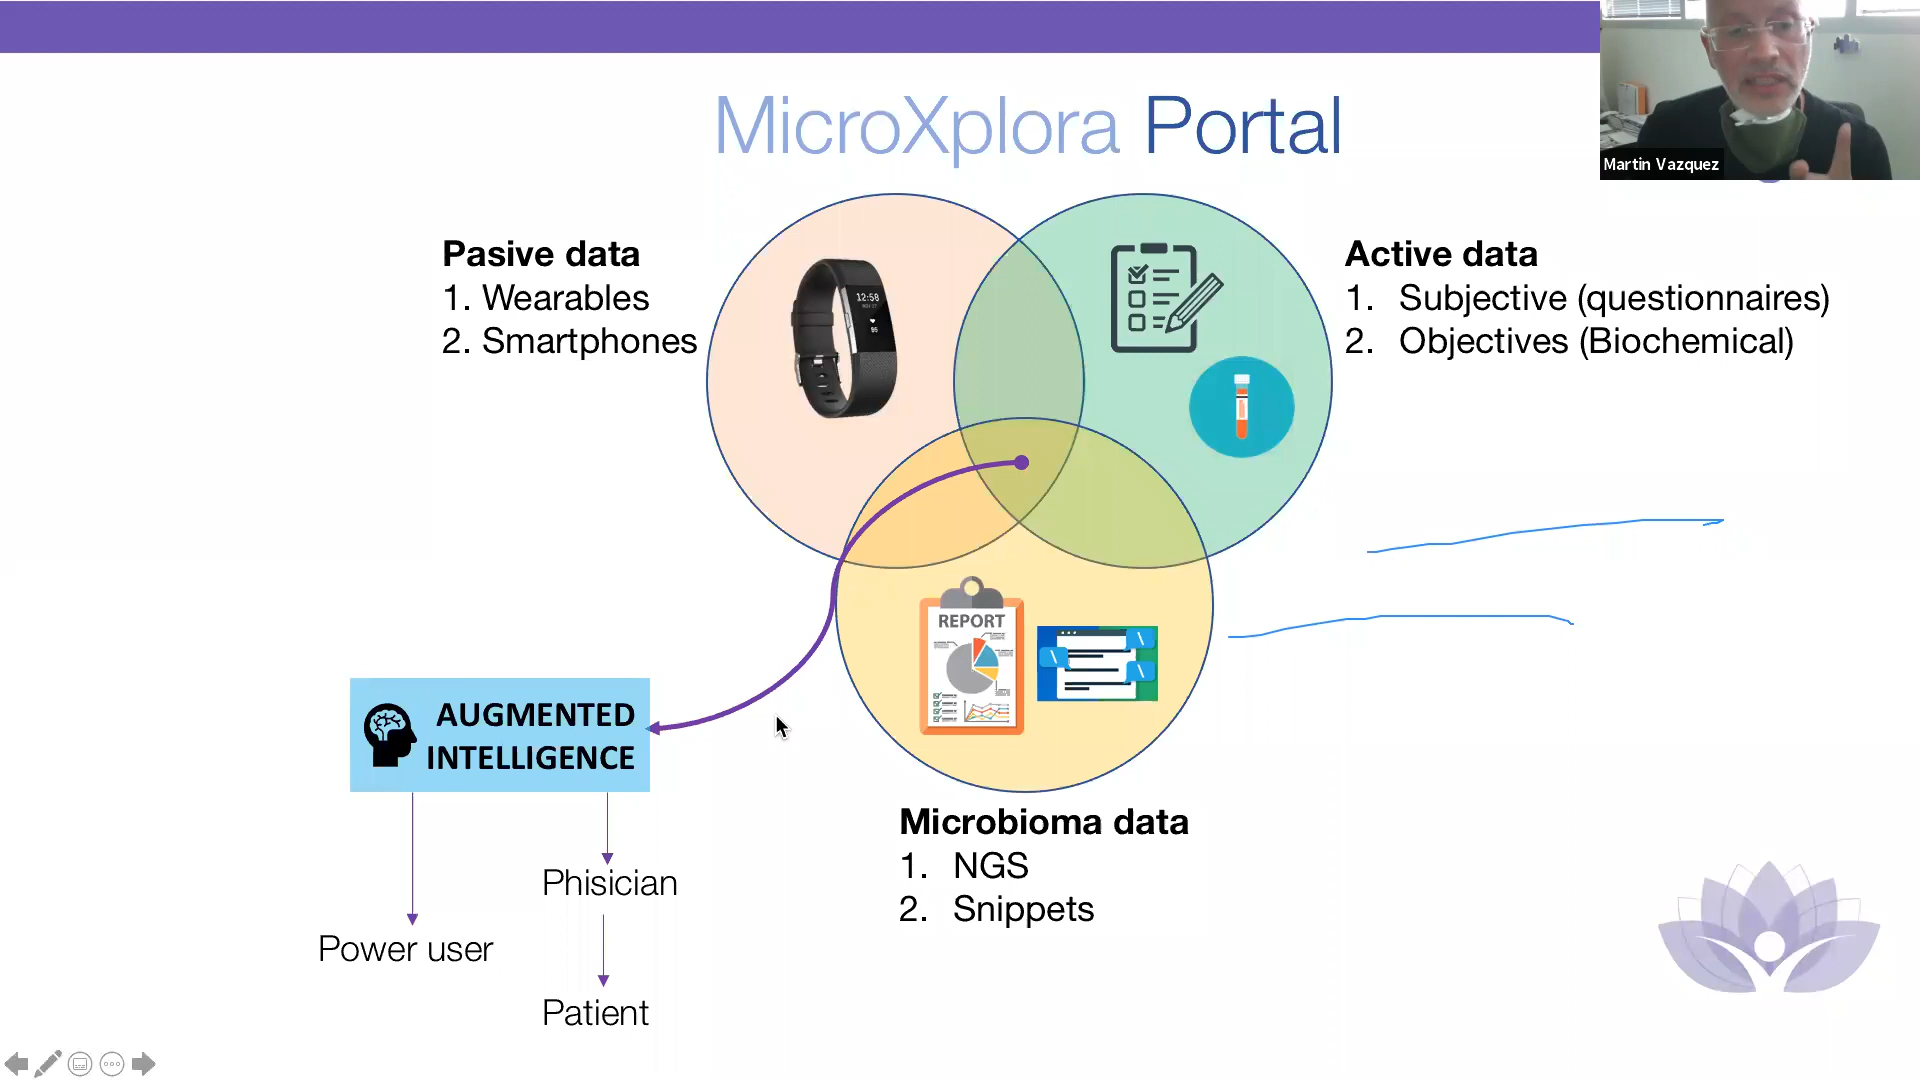 MicroXplora Portal
Martin Vazquez
Pasive data
1. Wearables
2. Smartphones
12:58
95
Active data
1. Subjective (questionnaires)
2. Objectives (Biochemical)
REPORT
AUGMENTED
INTELLIGENCE
Microbioma data
1. NGS
2. Snippets
Phisician
Power user
Patient